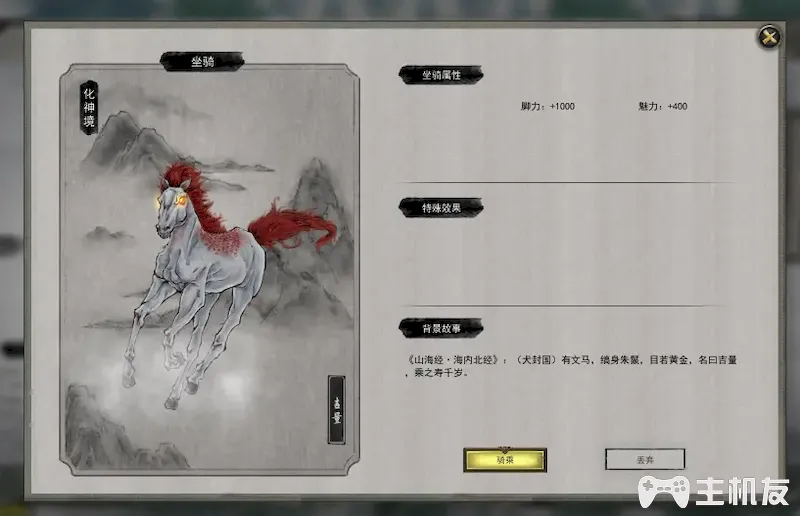 坐骑
化神境
吉量
坐骑属性
脚力：+1000
魅力：+400
特殊效果
背景故事
《山海经·海内北经》：（犬封国）有文马，缟身朱鬣，目若黄金，名曰吉量
，乘之寿千岁。
骑乘
丢弃
主机友